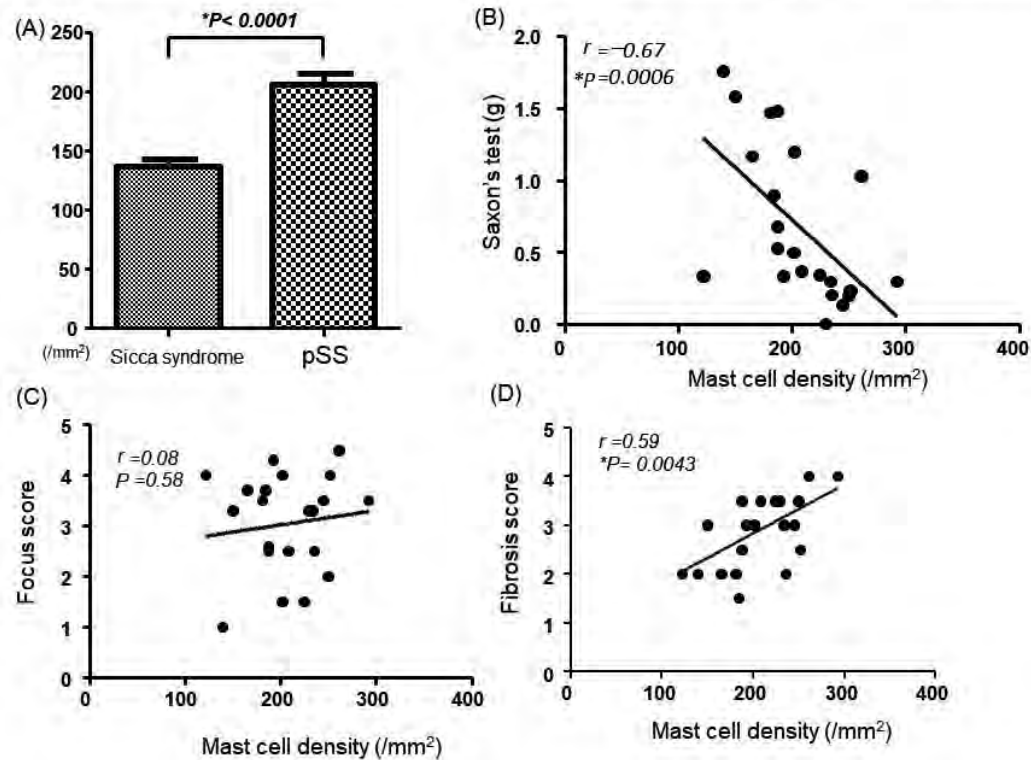 (A)
*P< 0.0001
250
200
150
100
50
0
(/mm²)
Sicca syndrome
pSS
(B)
r=−0.67
*P=0.0006
Saxon's test (g)
2.0
1.5
1.0
0.5
0.0
0
100
200
300
400
Mast cell density (/mm²)
(C)
r=0.08
P=0.58
Focus score
5
4
3
2
1
0
0
100
200
300
400
Mast cell density (/mm²)
(D)
r=0.59
*P= 0.0043
Fibrosis score
5
4
3
2
1
0
0
100
200
300
400
Mast cell density (/mm²)